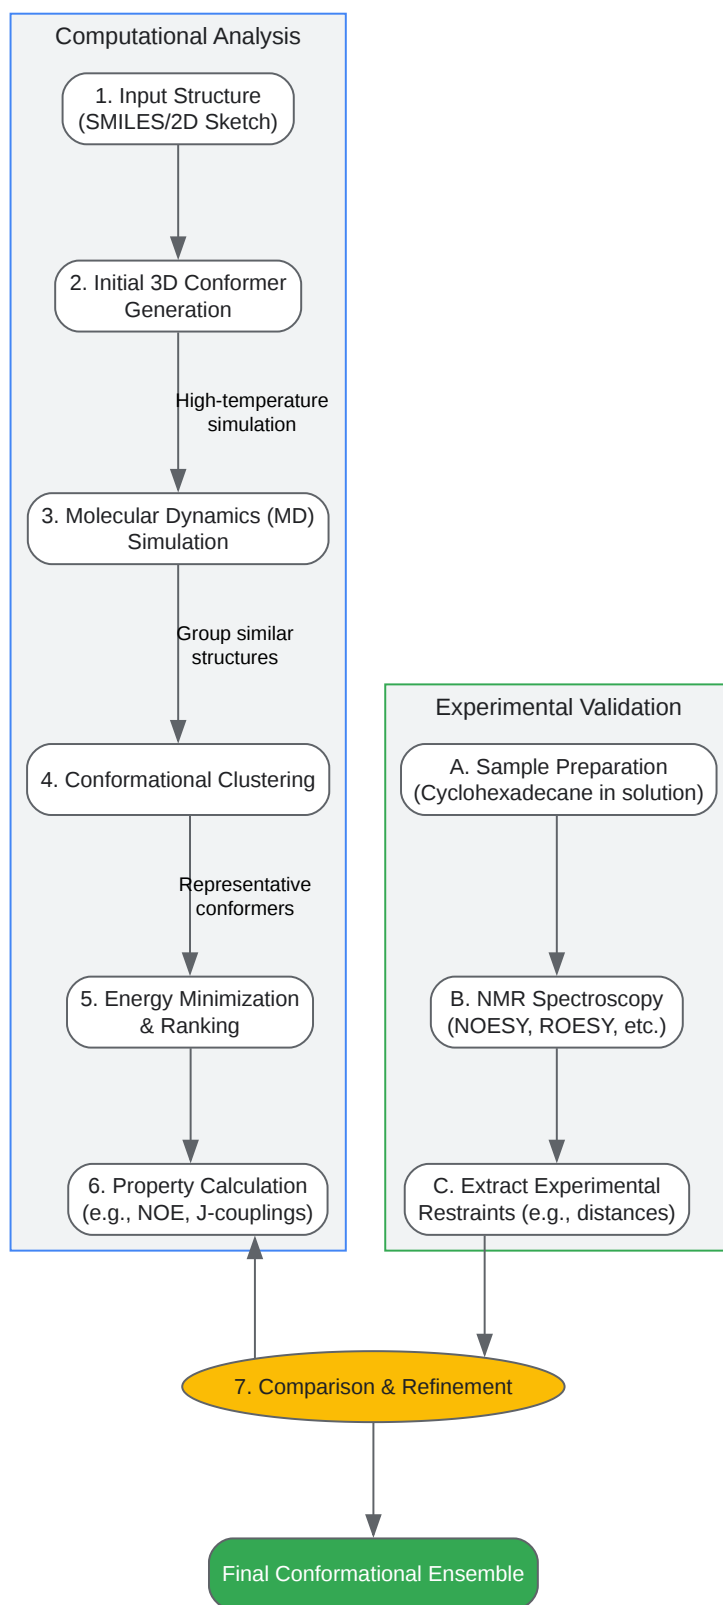 Computational Analysis
1. Input Structure
(SMILES/2D Sketch)
2. Initial 3D Conformer
Generation
High-temperature
simulation
3. Molecular Dynamics (MD)
Simulation
Group similar
structures
4. Conformational Clustering
Representative
conformers
5. Energy Minimization
& Ranking
6. Property Calculation
(e.g., NOE, J-couplings)
Experimental Validation
A. Sample Preparation
(Cyclohexadecane in solution)
B. NMR Spectroscopy
(NOESY, ROESY, etc.)
C. Extract Experimental
Restraints (e.g., distances)
7. Comparison & Refinement
Final Conformational Ensemble